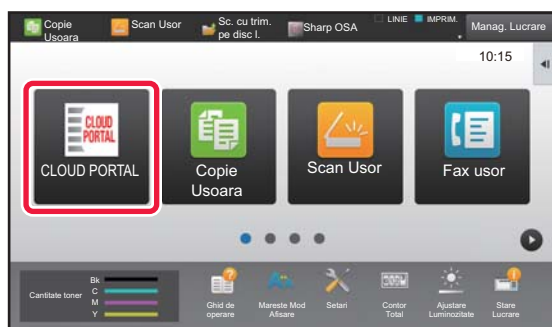 Copie
Usoara
Scan Usor
Sc. cu trim.
pe disc l.
Sharp OSA
LINIE
IMPRIM.
Manag. Lucrare
10:15
CLOUD
PORTAL
CLOUD PORTAL
Copie
Usoara
Scan Usor
Fax usor
Cantitate toner
Bk
C
M
Y
Ghid de
operare
Mareste Mod
Afisare
Setari
Contor
Total
Ajustare
Luminozitate
Stare
Lucrare